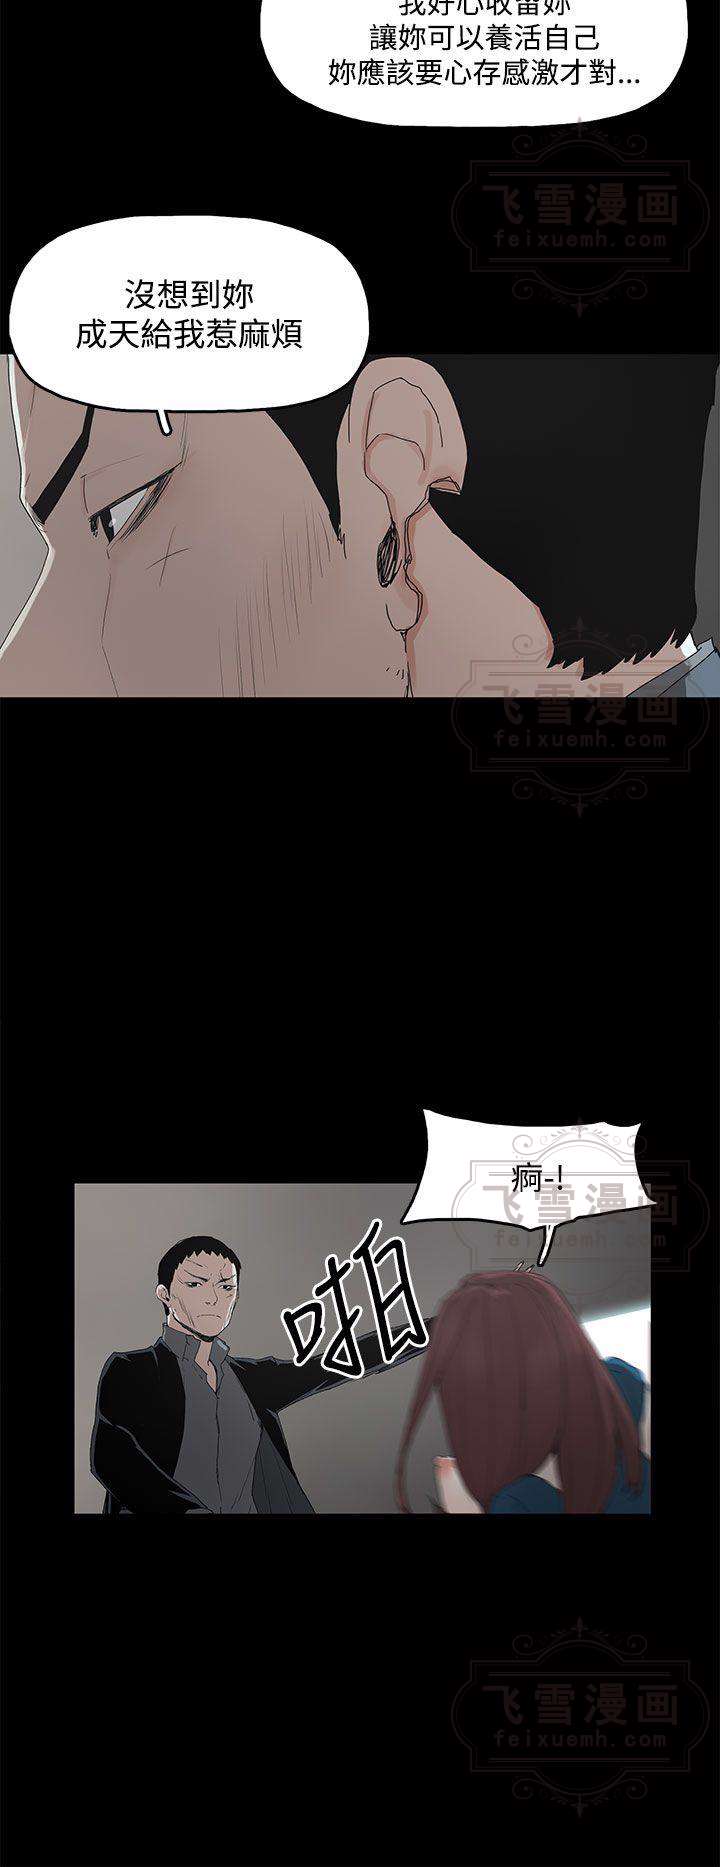 我好心收留妳
讓妳可以養活自己
妳應該要心存感激才對...
飞雪漫画
feixuemh.com
沒想到妳
成天給我惹麻煩
飞雪漫画
feixuemh.com
痾-!
飞雪漫画
feixuemh.com
啪
飞雪漫画
feixuemh.com